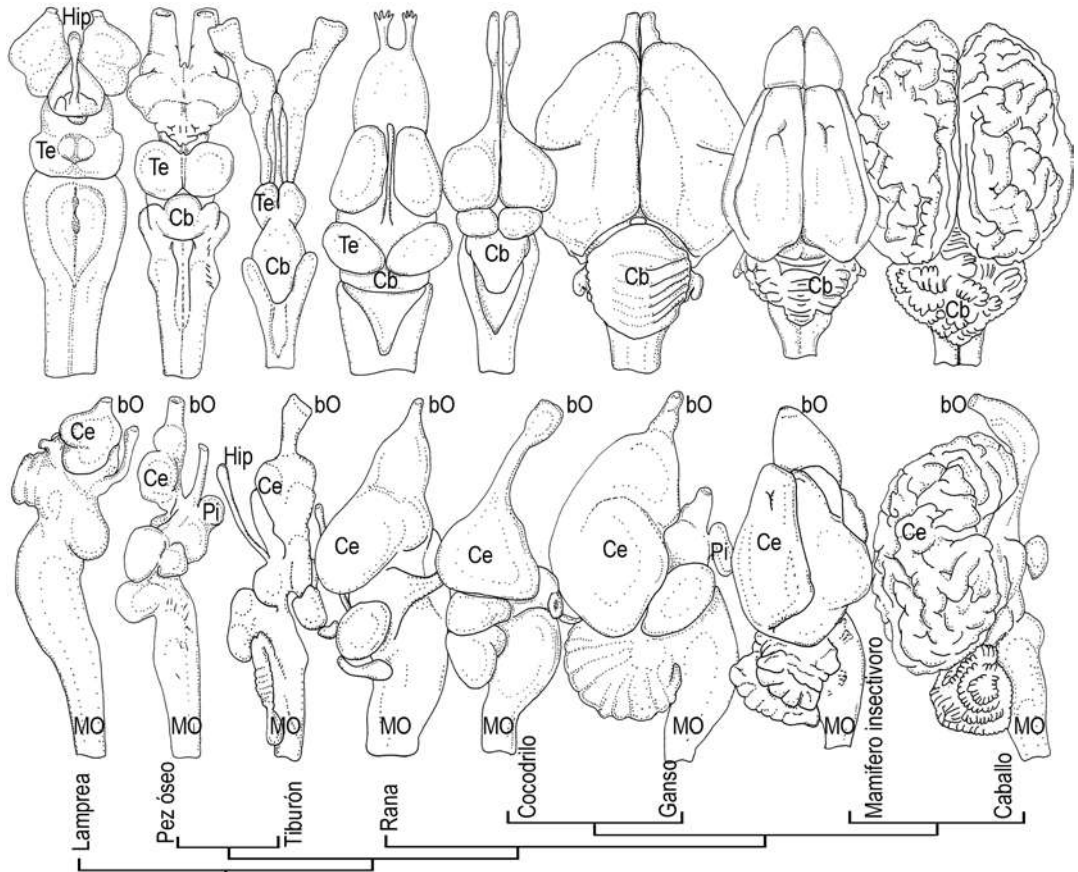 Hip
Te Te Te Te
Cb Cb Cb Cb Cb Cb Cb
bO bO bO bO bO bO bO bO
Ce Ce Hip Ce Ce Ce Ce Ce Ce
Pi Pi
MO MO MO MO MO MO MO MO
Lamprea
Pez óseo
Tiburón
Rana
Cocodrilo
Ganso
Mamífero insectívoro
Caballo